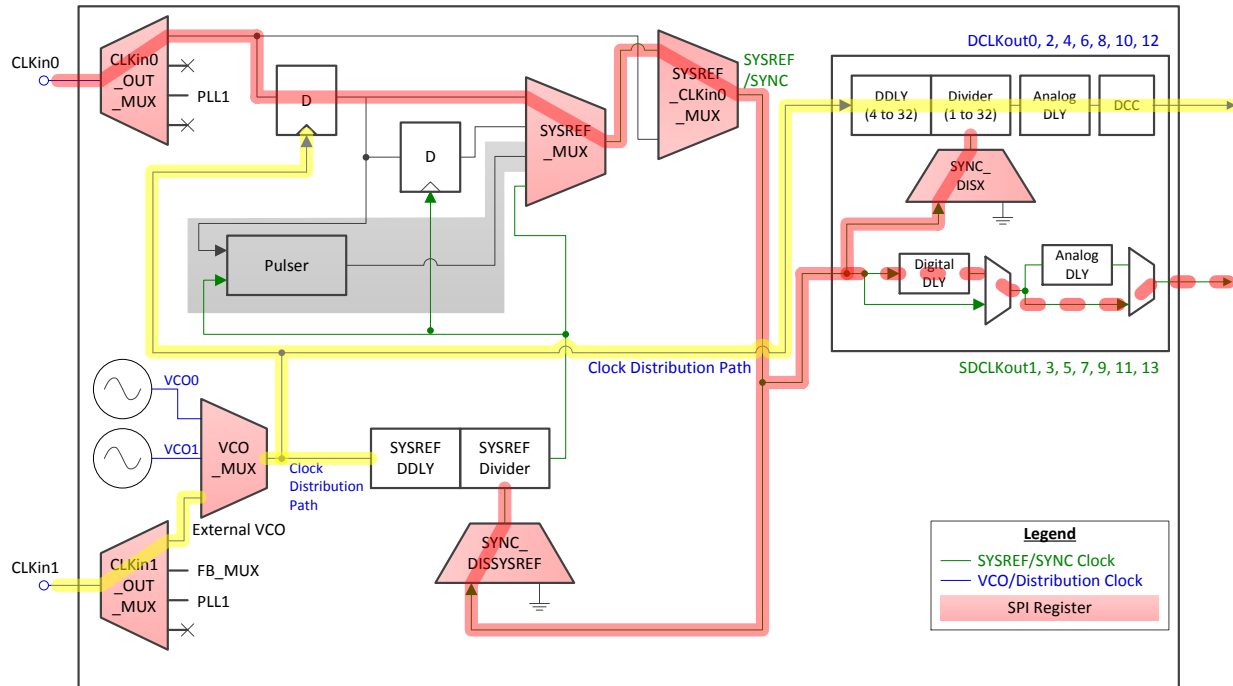 DCLKout0, 2, 4, 6, 8, 10, 12
CLKin0
CLKin0
_OUT
_MUX
PLL1
D
D
SYSREF
_MUX
SYSREF
_CLKin0
_MUX
SYSREF
/SYNC
DDLY
(4 to 32)
Divider
(1 to 32)
Analog
DLY
DCC
SYNC_
DISX
Pulser
Digital
DLY
Analog
DLY
Clock Distribution Path
SDCLKout1, 3, 5, 7, 9, 11, 13
VCO0
VCO1
VCO
_MUX
Clock
Distribution
Path
SYSREF
DDLY
SYSREF
Divider
External VCO
CLKin1
CLKin1
_OUT
_MUX
FB_MUX
PLL1
SYNC_
DISSYSREF
Legend
SYSREF/SYNC Clock
VCO/Distribution Clock
SPI Register